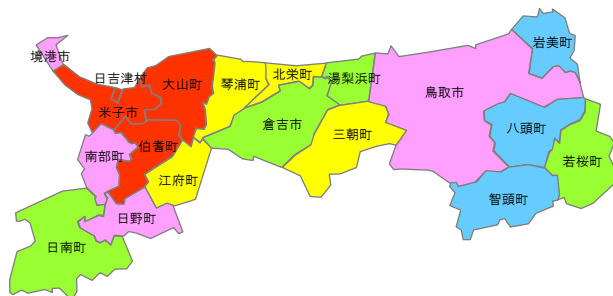 境港市
岩美町
日吉津村
大山町
琴浦町
北栄町
湯梨浜町
鳥取市
米子市
倉吉市
三朝町
八頭町
南部町
伯耆町
江府町
若桜町
智頭町
日野町
日南町